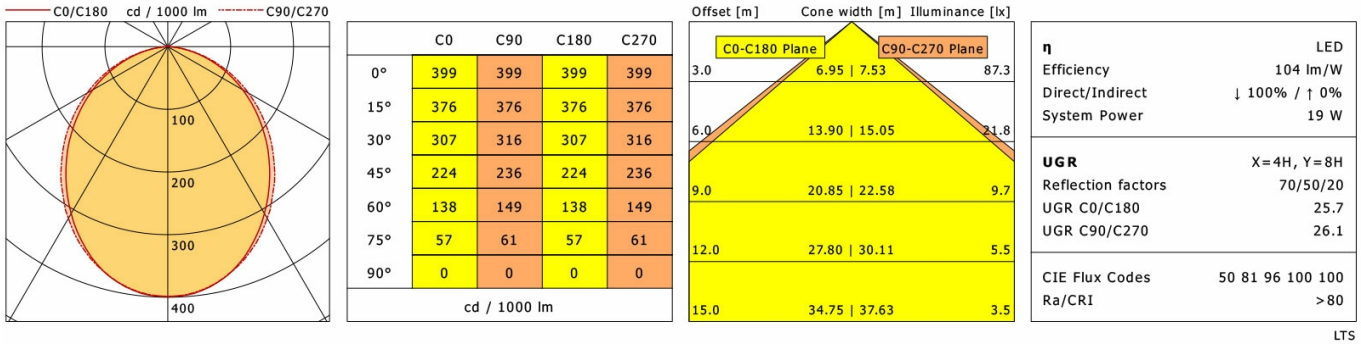 C0/C180 cd / 1000 lm C90/C270
100
200
300
400
C0 C90 C180 C270
0° 399 399 399 399
15° 376 376 376 376
30° 307 316 307 316
45° 224 236 224 236
60° 138 149 138 149
75° 57 61 57 61
90° 0 0 0 0
cd / 1000 lm
Offset [m] Cone width [m] Illuminance [lx]
C0-C180 Plane C90-C270 Plane
3.0 6.95 | 7.53 87.3
6.0 13.90 | 15.05 21.8
9.0 20.85 | 22.58 9.7
12.0 27.80 | 30.11 5.5
15.0 34.75 | 37.63 3.5
η LED
Efficiency 104 lm/W
Direct/Indirect ↓ 100% / ↑ 0%
System Power 19 W
UGR X=4H, Y=8H
Reflection factors 70/50/20
UGR C0/C180 25.7
UGR C90/C270 26.1
CIE Flux Codes 50 81 96 100 100
Ra/CRI >80
LTS